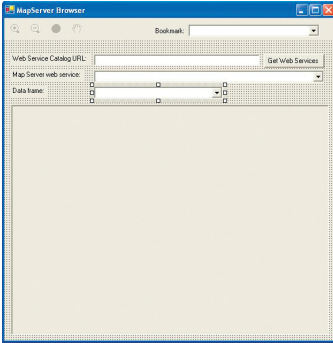 MapServer Browser
Bookmark:
Web Service Catalog URL:
Get Web Services
Map Server web service:
Data frame: